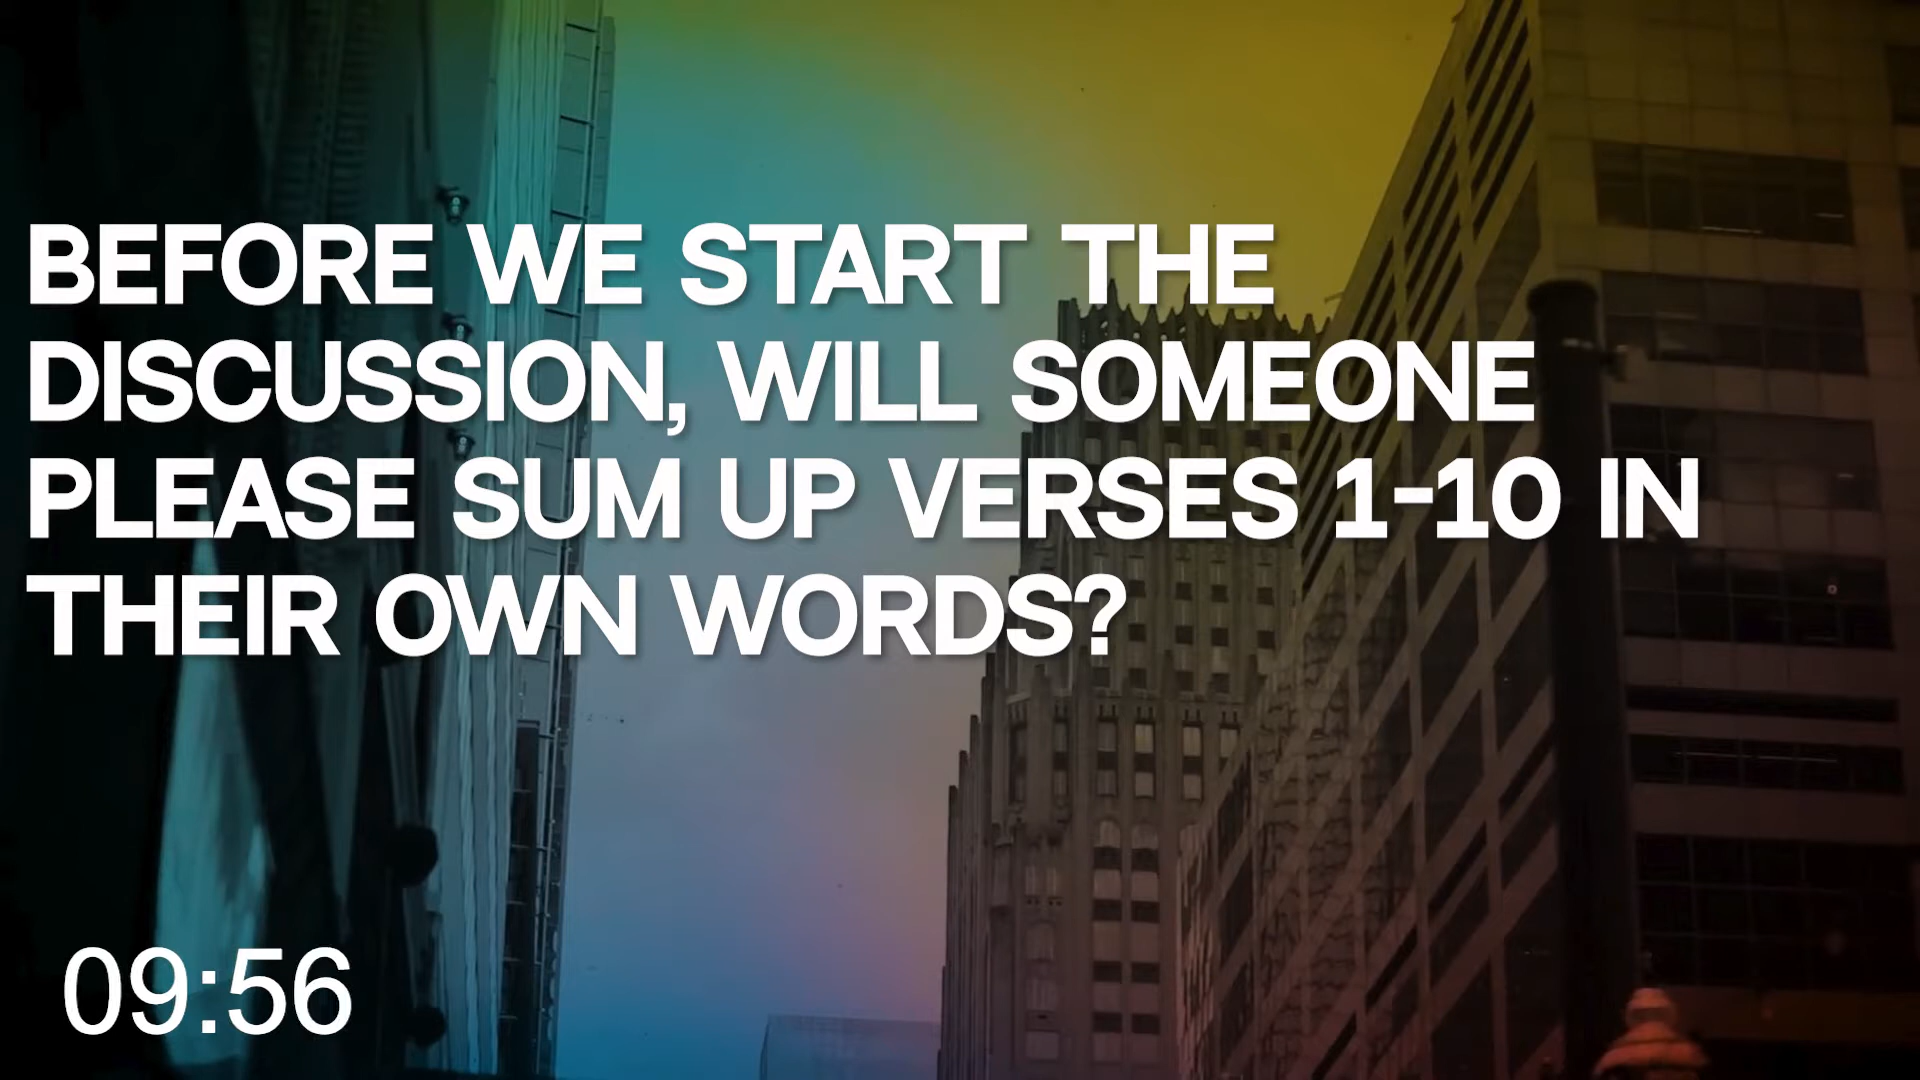 BEFORE WE START THE
DISCUSSION, WILL SOMEONE
PLEASE SUM UP VERSES 1-10 IN
THEIR OWN WORDS?
09:56